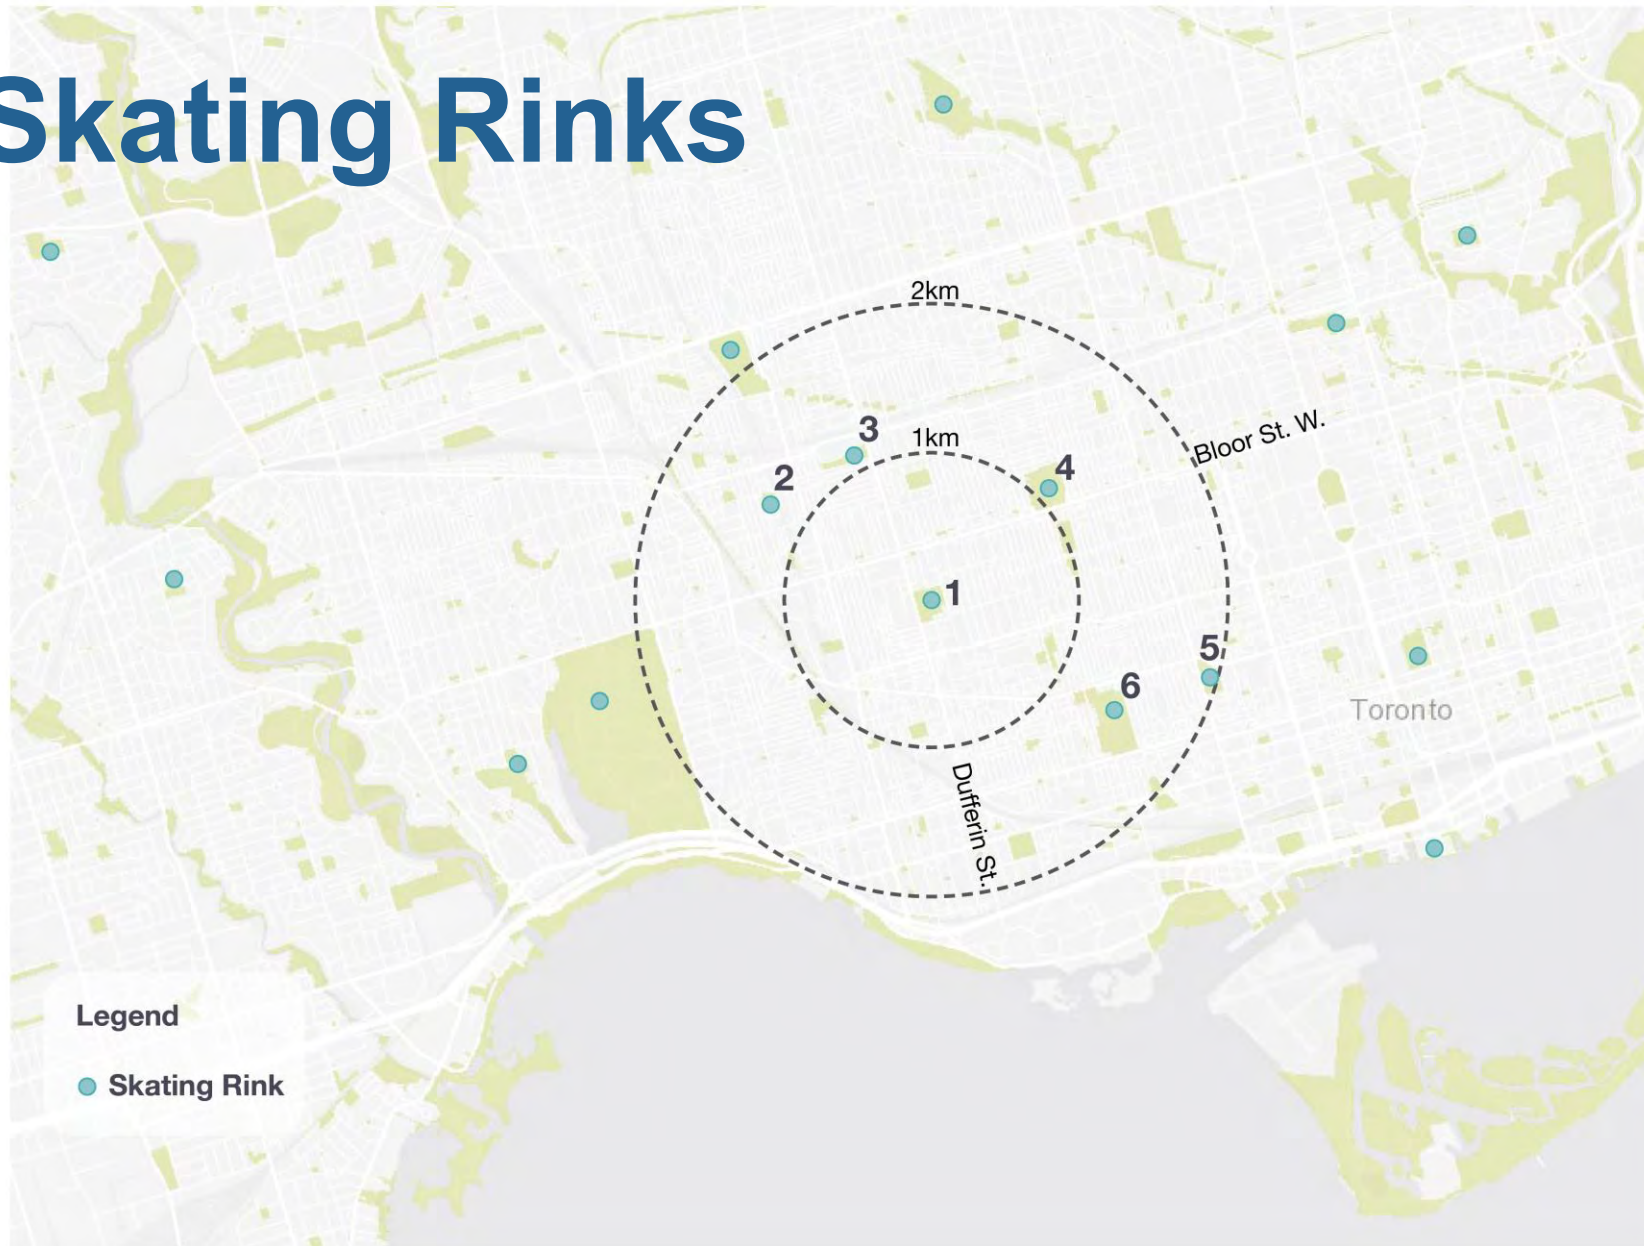 Skating Rinks
2km
Bloor St. W.
3
1km
4
2
1
5
6
Toronto
Dufferin St.
Legend
Skating Rink